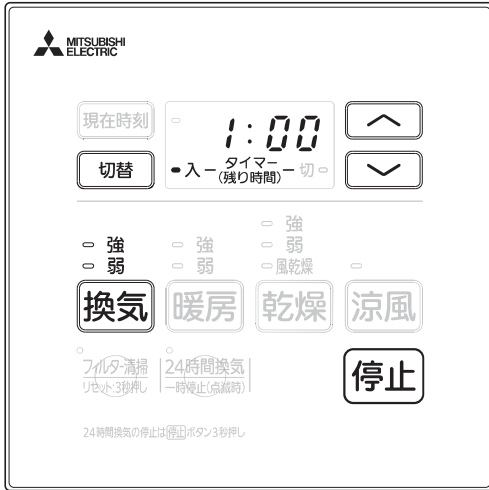 MITSUBISHI
ELECTRIC
現在時刻
1:00
切替
入 タイマー 切
(残り時間)
強
強 強 弱
弱 弱 風乾燥
換気 暖房 乾燥 涼風
フィルター清掃 24時間換気
リセット:3秒押し 一時停止(点滅時)
停止
24時間換気の停止は停止ボタン3秒押し